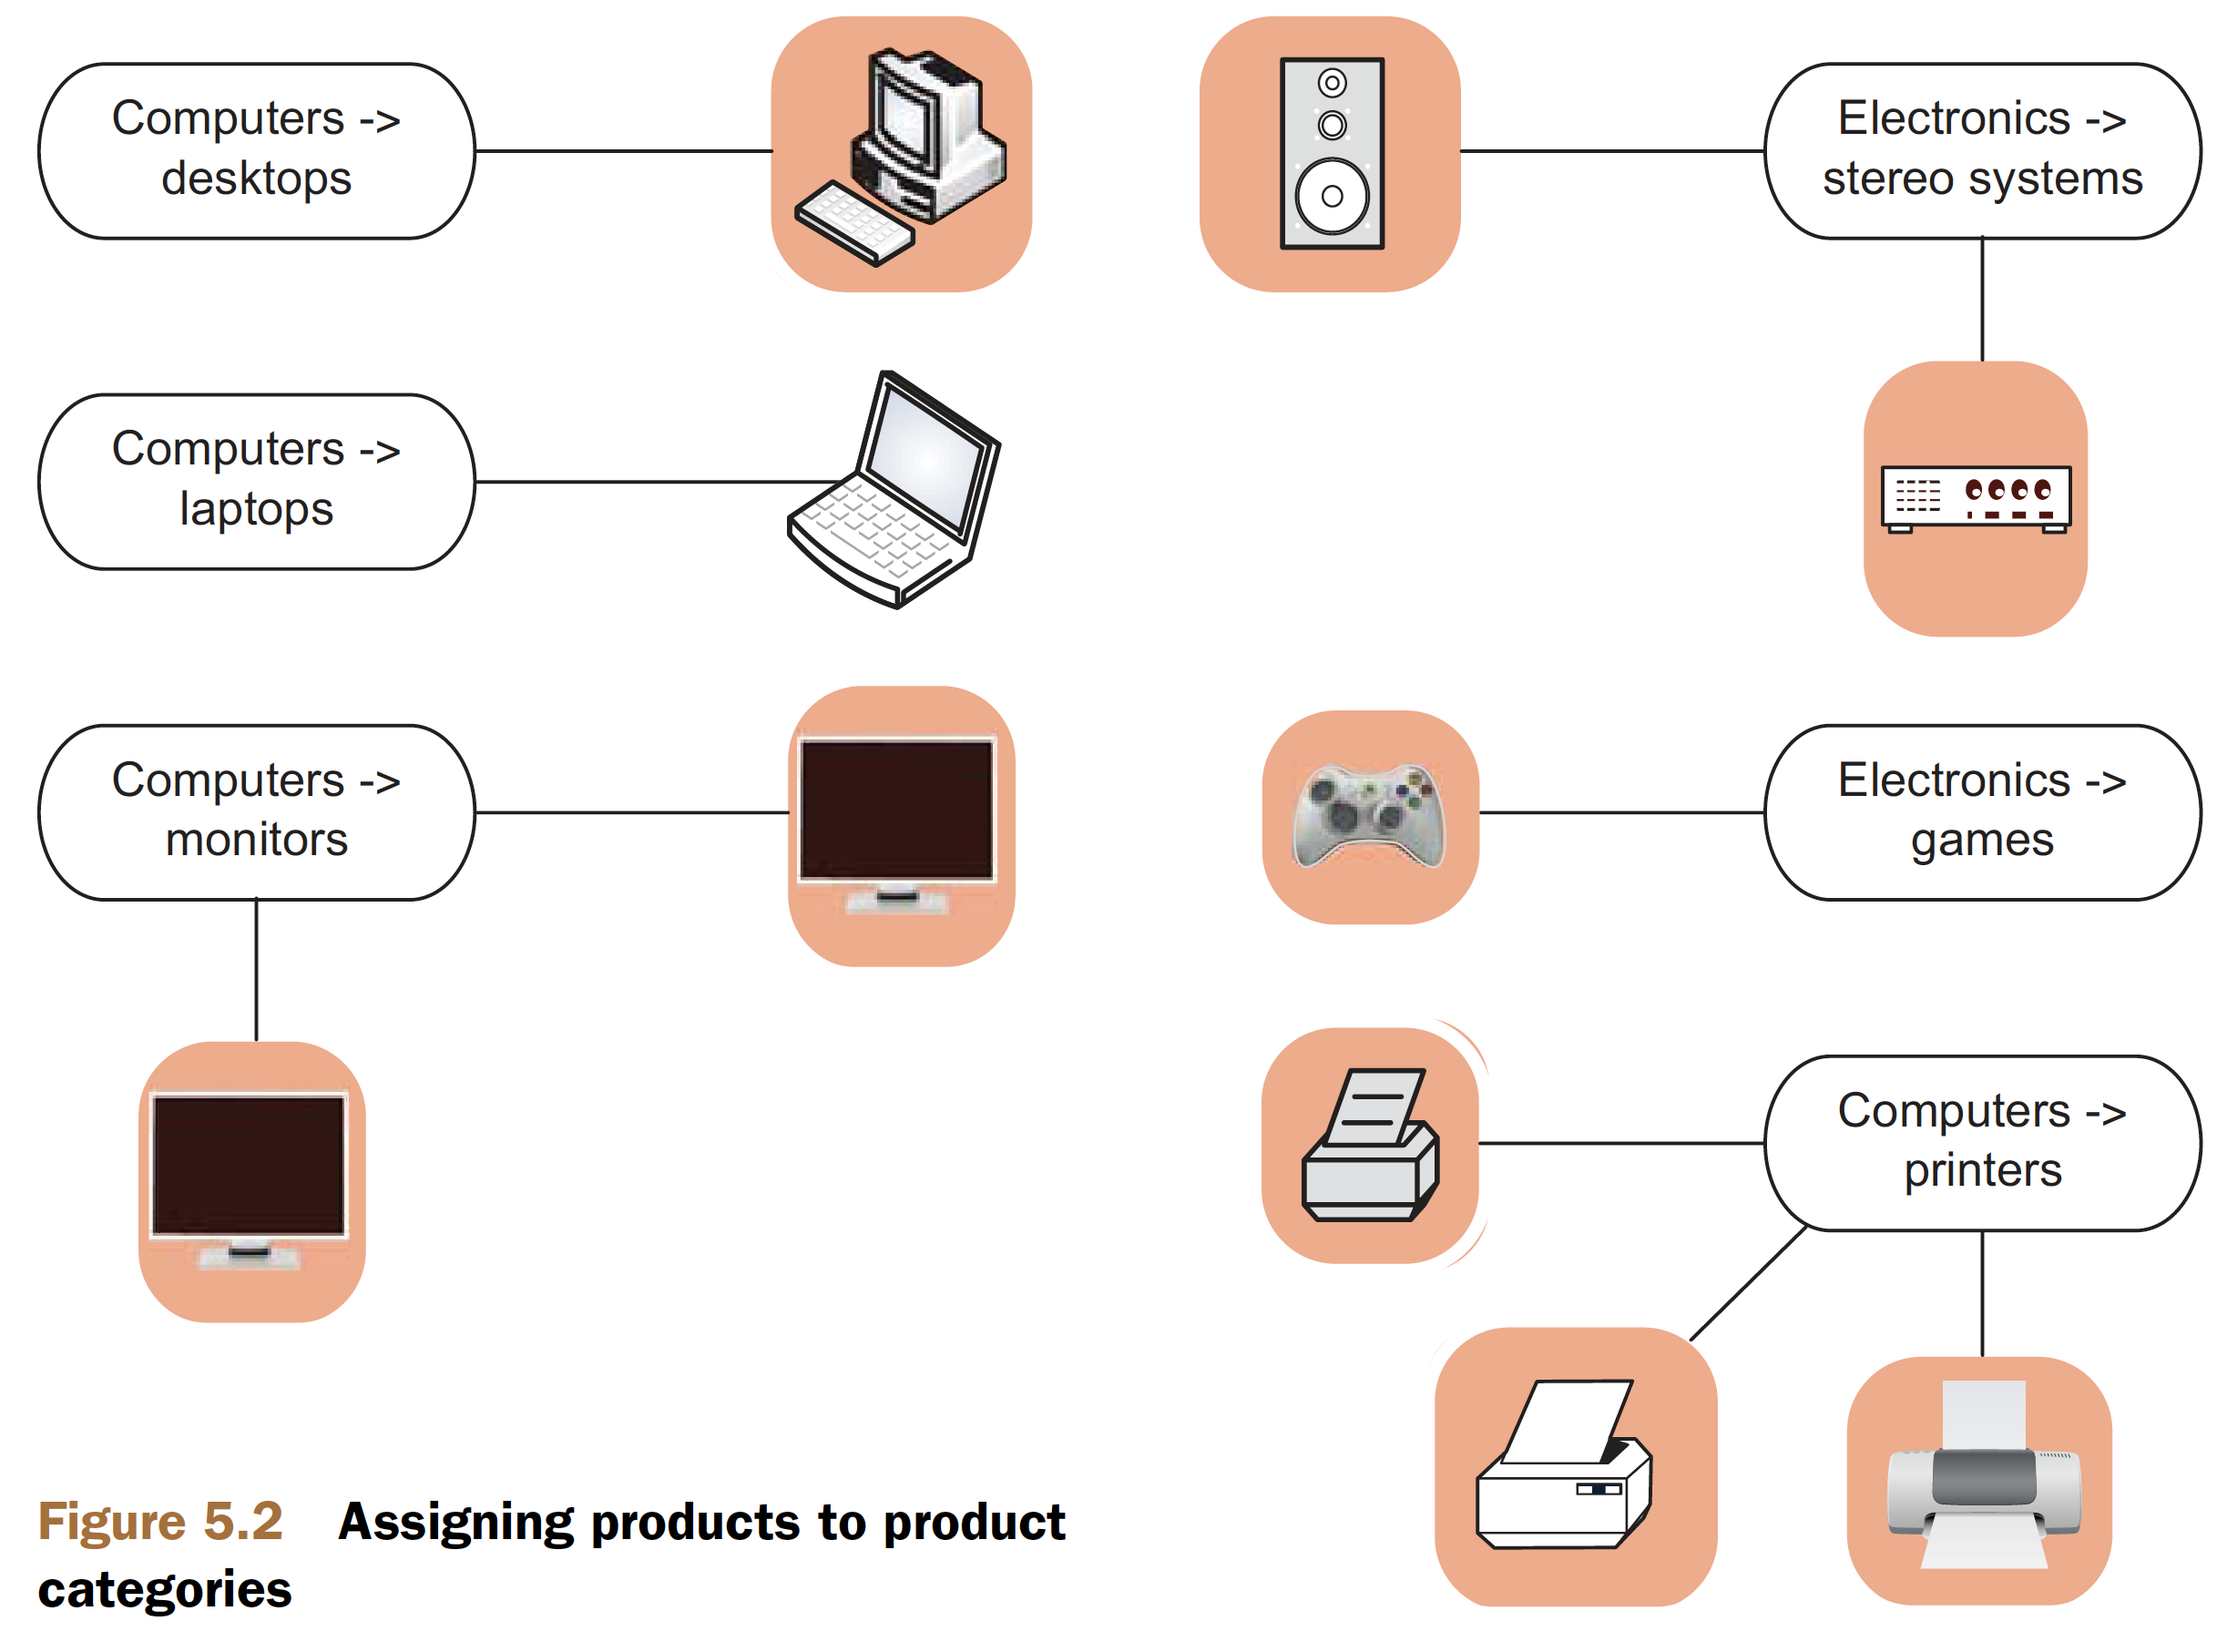 Computers ->
desktops
Electronics ->
stereo systems
Computers ->
laptops
Computers ->
monitors
Electronics ->
games
Computers ->
printers
Figure 5.2 Assigning products to product
categories